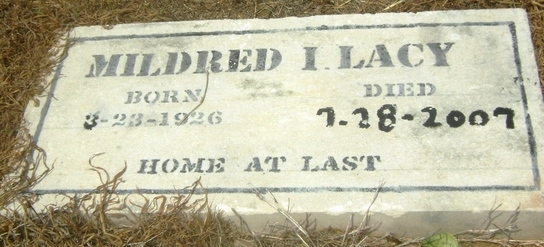 MILDRED I. LACY
BORN DIED
3-23-1926 7-28-2007
HOME AT LAST